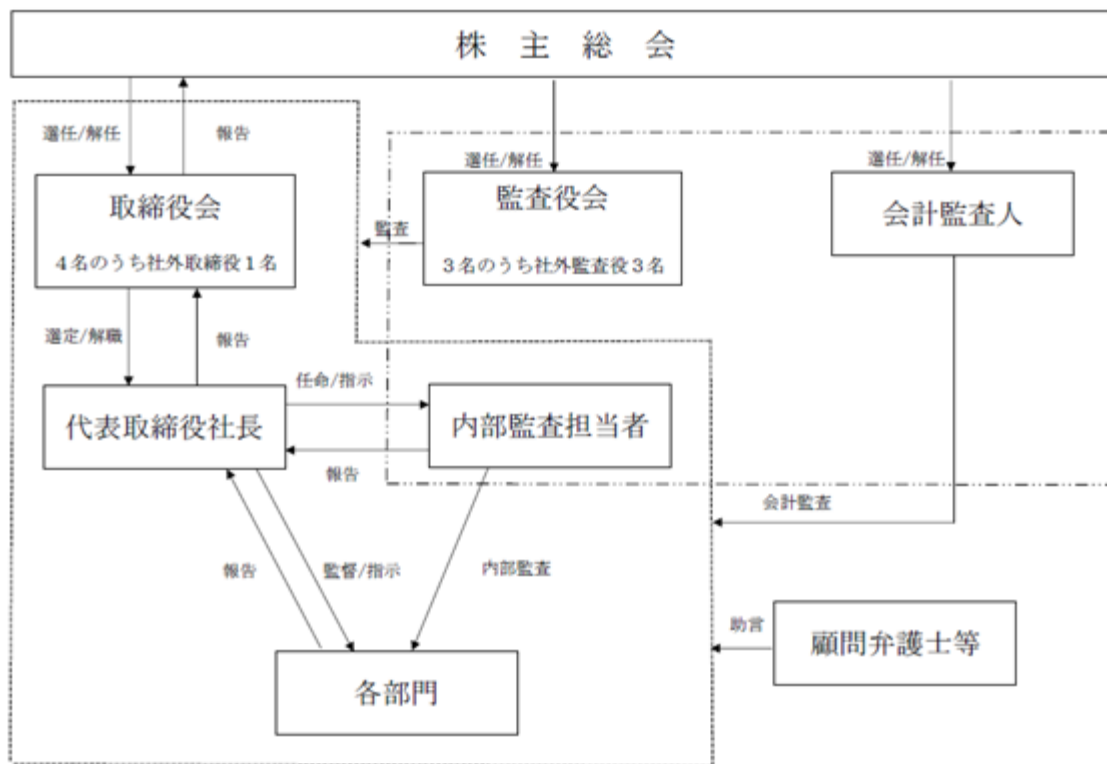 株　主　総　会
選任/解任
報告
選任/解任
選任/解任
取締役会
4名のうち社外取締役1名
監査
監査役会
3名のうち社外監査役3名
会計監査人
選定/解職
報告
代表取締役社長
任命/指示
報告
内部監査担当者
会計監査
報告
監督/指示
内部監査
助言
顧問弁護士等
各部門